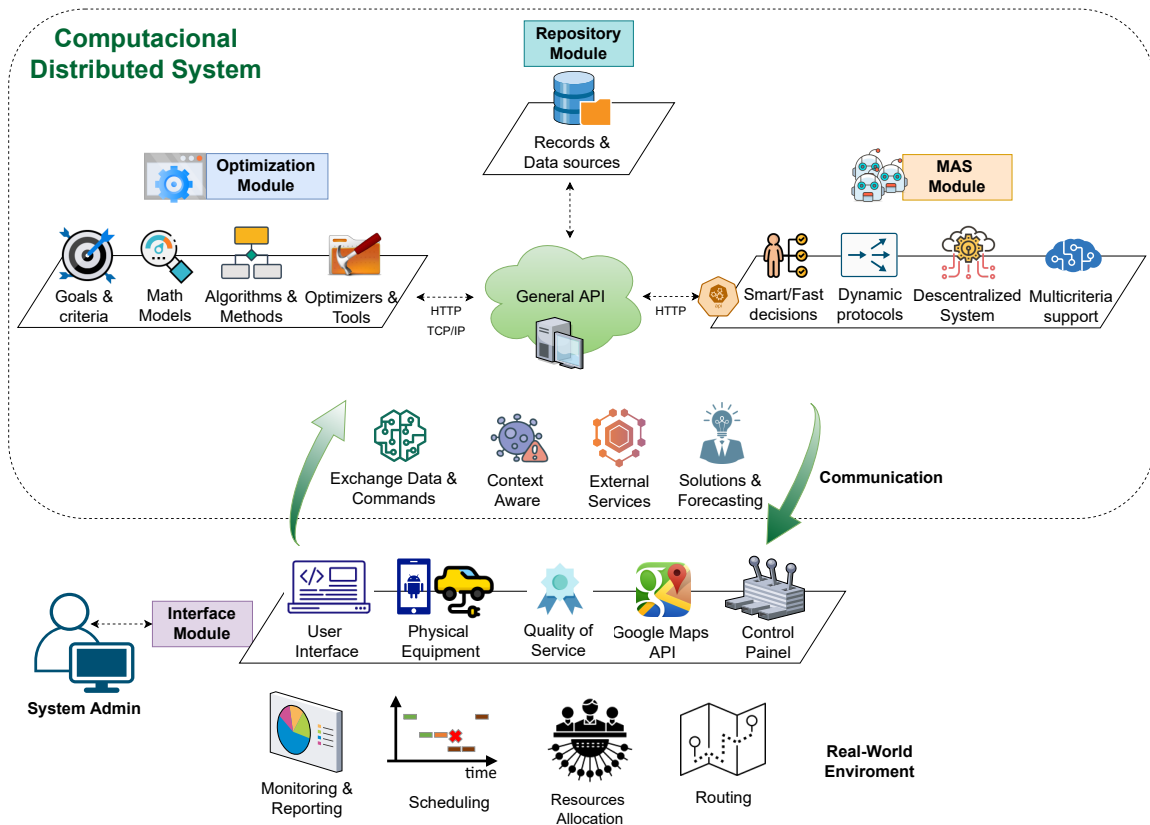 Computacional
Distributed System
Repository
Module
Records &
Data sources
Optimization
Module
MAS
Module
Goals &
criteria
Math
Models
Algorithms &
Methods
Optimizers &
Tools
HTTP
TCP/IP
General API
HTTP
Smart/Fast
decisions
Dynamic
protocols
Descentralized
System
Multicriteria
support
Exchange Data &
Commands
Context
Aware
External
Services
Solutions &
Forecasting
Communication
Interface
Module
System Admin
User
Interface
Physical
Equipment
Quality of
Service
Google Maps
API
Control
Painel
Monitoring &
Reporting
time
Scheduling
Resources
Allocation
Routing
Real-World
Enviroment